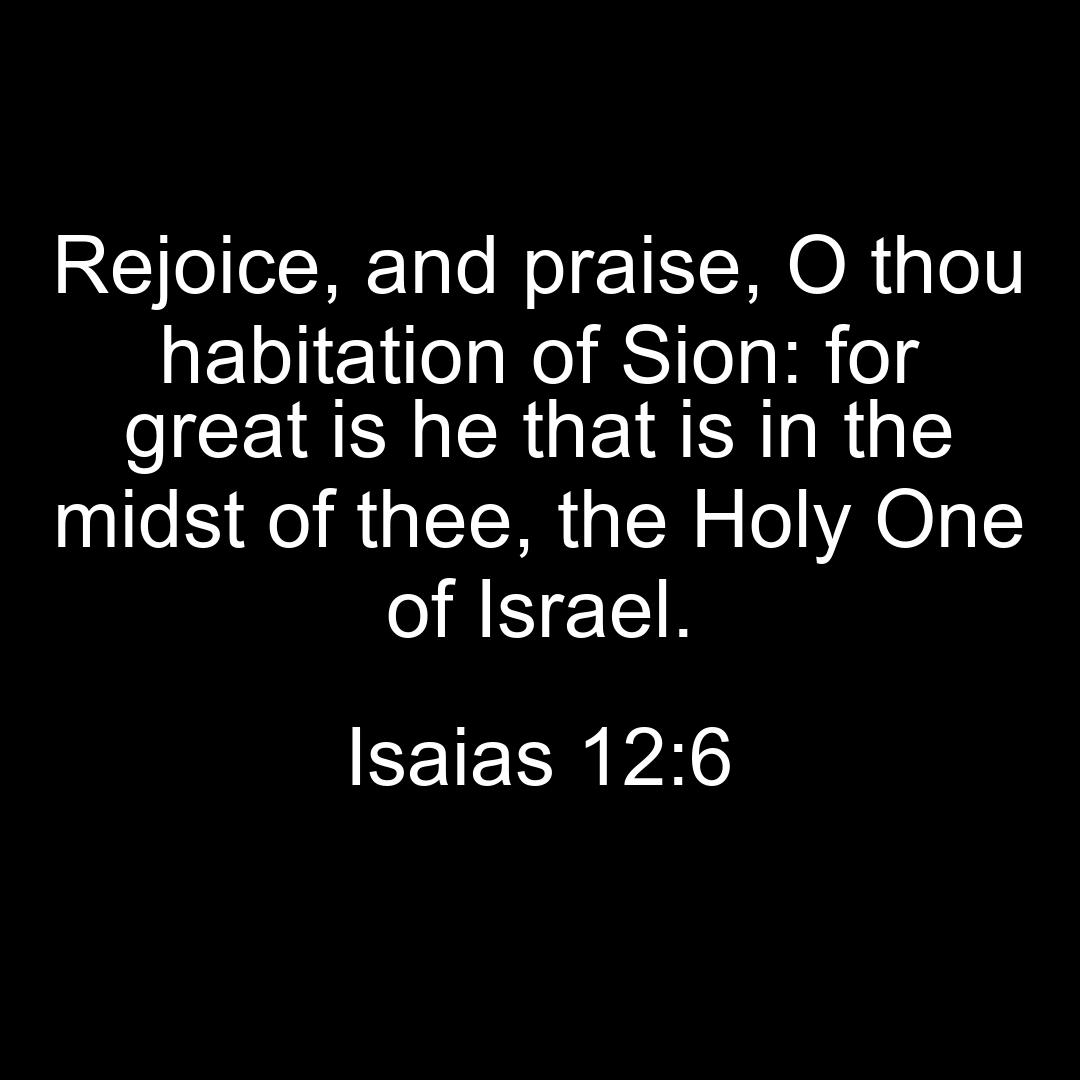 Rejoice, and praise, O thou
habitation of Sion: for
great is he that is in the
midst of thee, the Holy One
of Israel.
Isaias 12:6